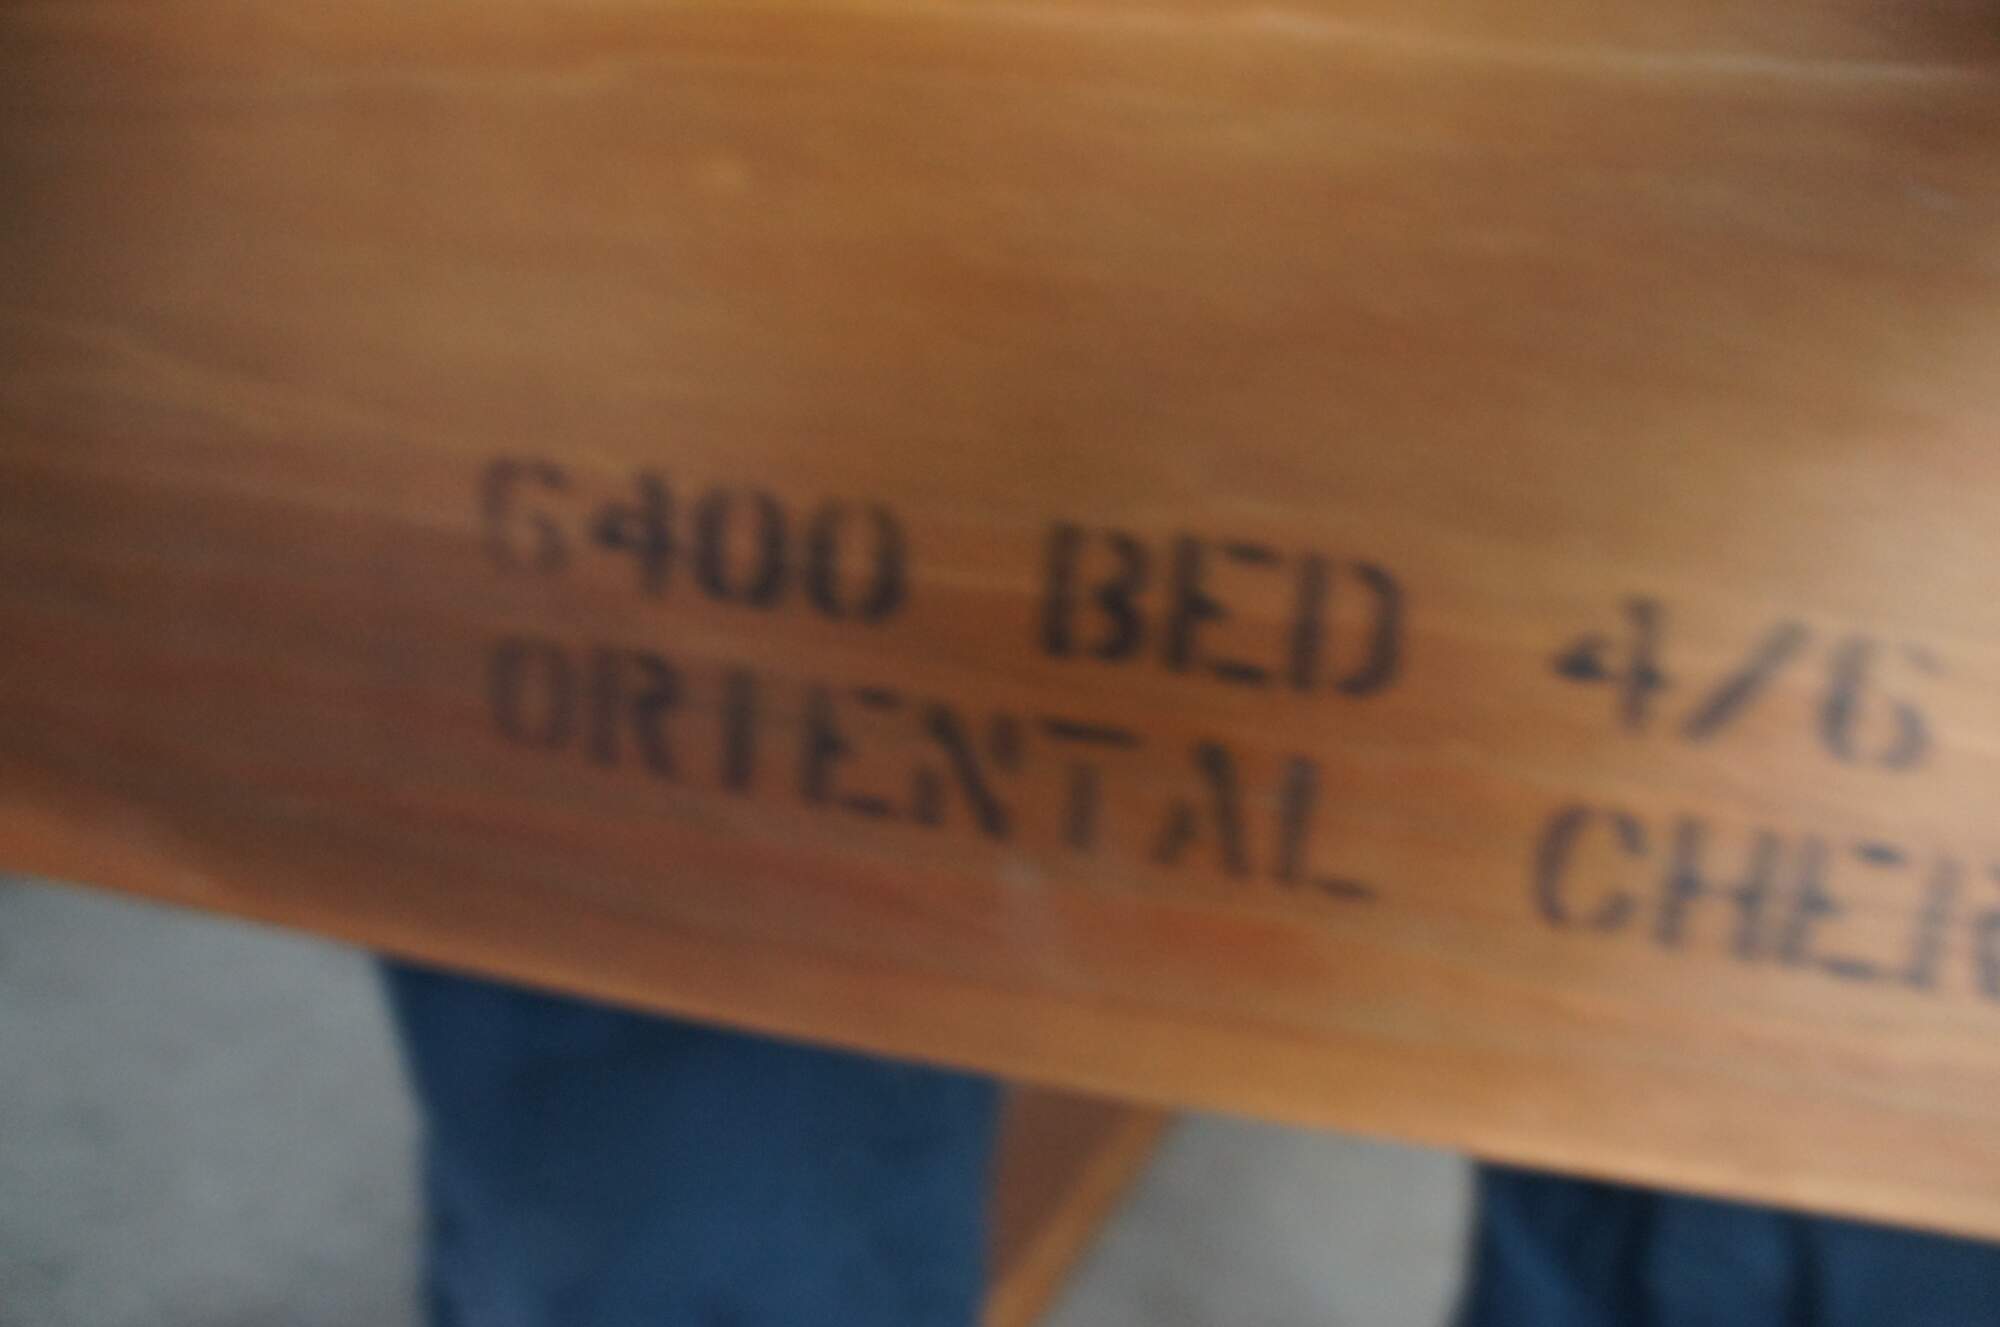 6400 BED 4/6
ORIENTAL CHER